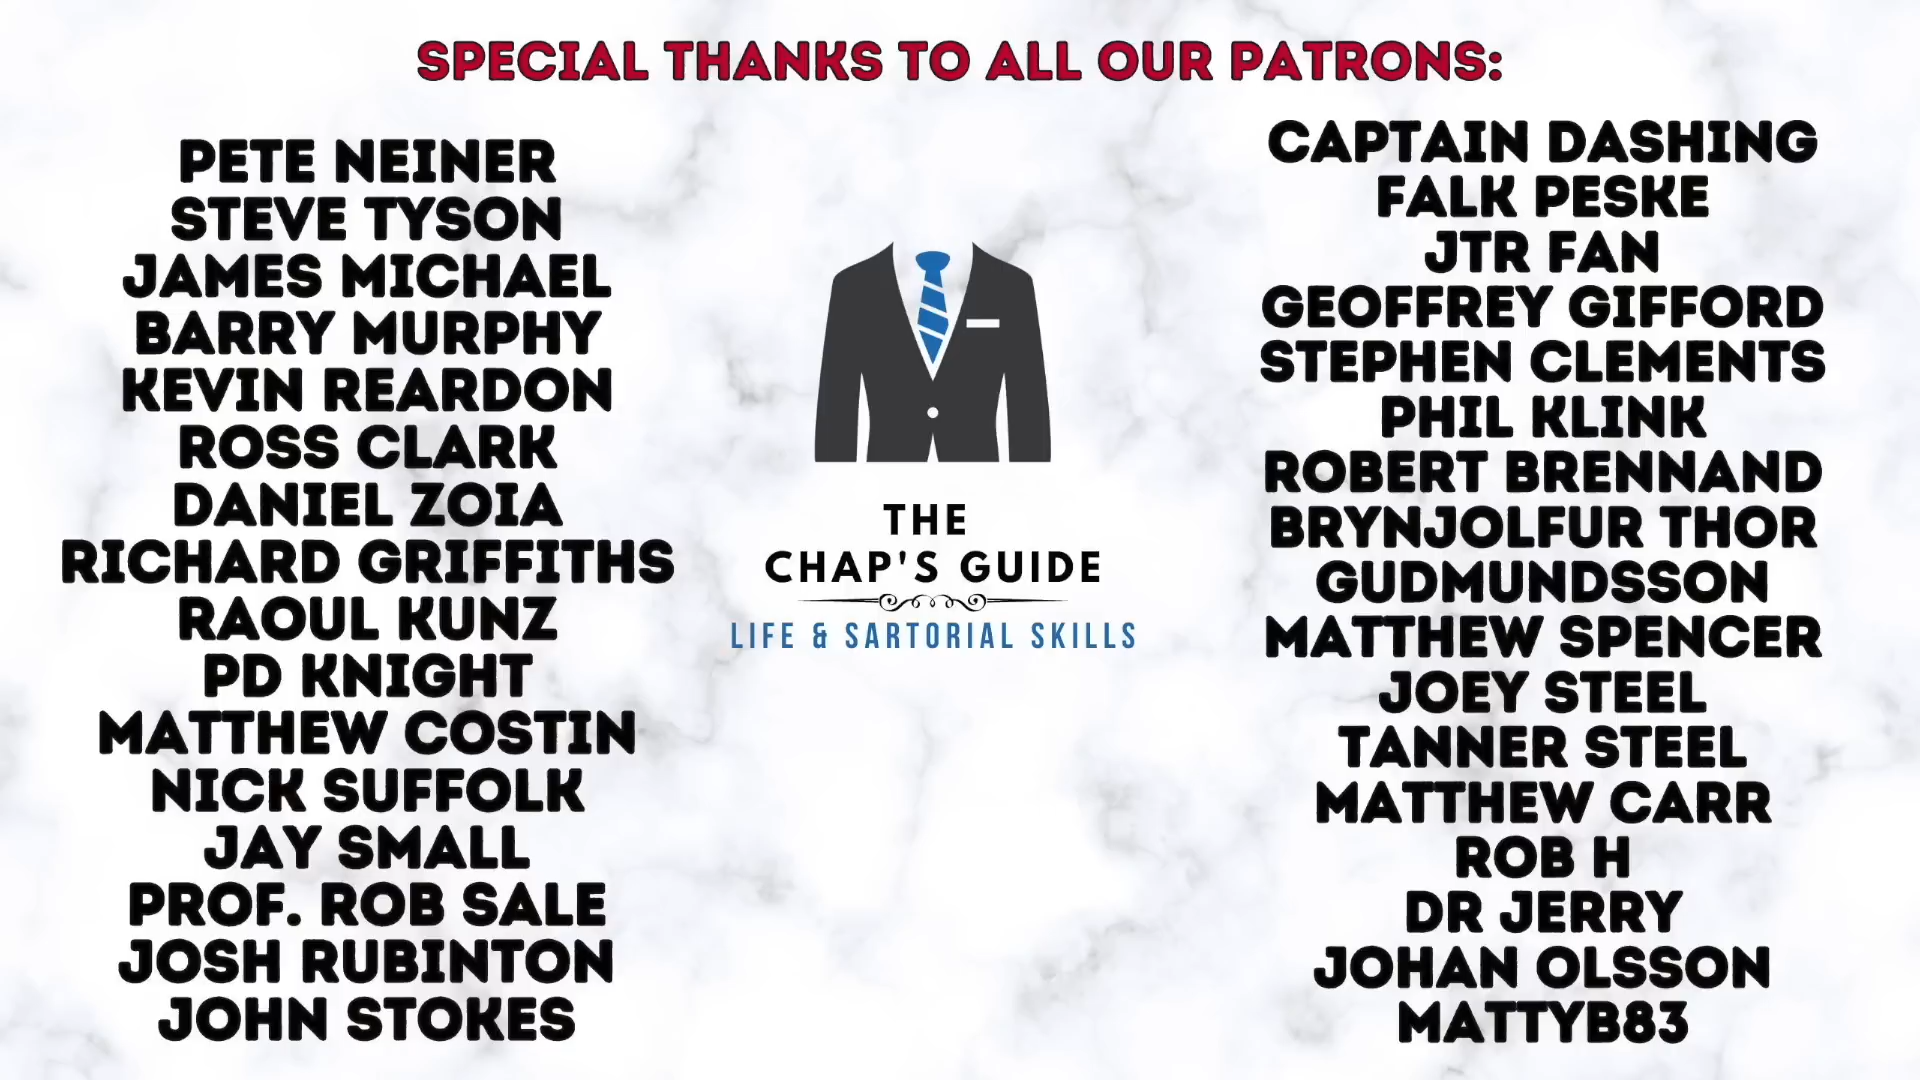 SPECIAL THANKS TO ALL OUR PATRONS:
PETE NEINER
STEVE TYSON
JAMES MICHAEL
BARRY MURPHY
KEVIN REARDON
ROSS CLARK
DANIEL ZOIA
RICHARD GRIFFITHS
RAOUL KUNZ
PD KNIGHT
MATTHEW COSTIN
NICK SUFFOLK
JAY SMALL
PROF. ROB SALE
JOSH RUBINTON
JOHN STOKES
THE
CHAP'S GUIDE
LIFE & SARTORIAL SKILLS
CAPTAIN DASHING
FALK PESKE
JTR FAN
GEOFFREY GIFFORD
STEPHEN CLEMENTS
PHIL KLINK
ROBERT BRENNAND
BRYNJOLFUR THOR
GUDMUNDSSON
MATTHEW SPENCER
JOEY STEEL
TANNER STEEL
MATTHEW CARR
ROB H
DR JERRY
JOHAN OLSSON
MATTYB83